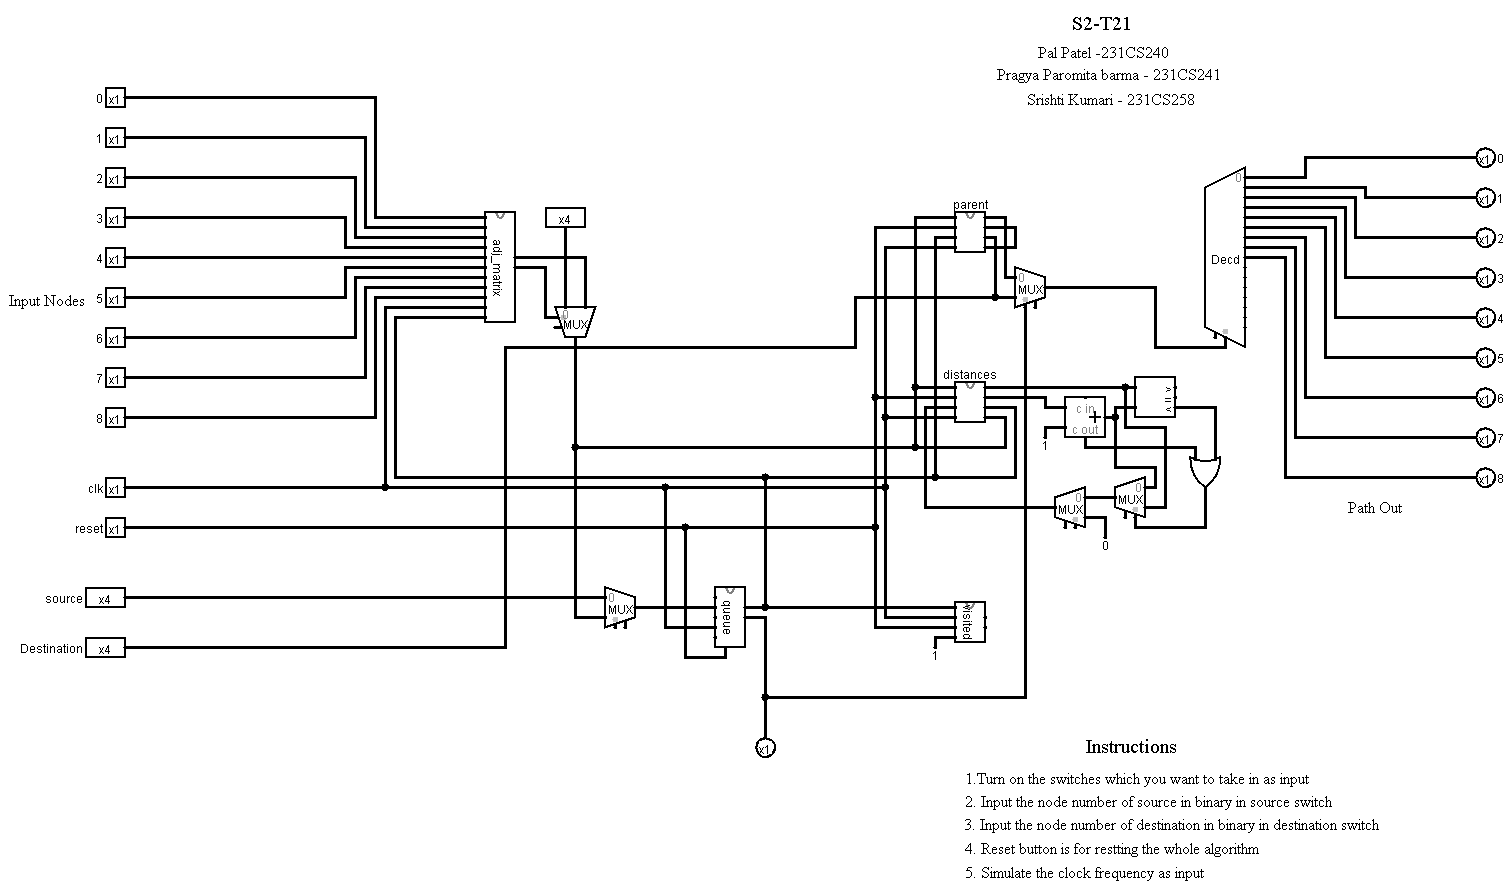 S2-T21
Pal Patel -231CS240
Pragya Paromita barma - 231CS241
Srishti Kumari - 231CS258
0 x1
1 x1
2 x1
3 x1
4 x1
Input Nodes
5 x1
6 x1
7 x1
8 x1
clk x1
reset x1
source x4
Destination x4
adj_matrix
x4
0
MUX
0
MUX
queue
x1
parent
0
MUX
distances
c in
+
c out
1
> = <
0
MUX
0
MUX
0
visited
1
0
Decd
x1 0
x1 1
x1 2
x1 3
x1 4
x1 5
x1 6
x1 7
x1 8
Path Out
Instructions
1.Turn on the switches which you want to take in as input
2. Input the node number of source in binary in source switch
3. Input the node number of destination in binary in destination switch
4. Reset button is for restting the whole algorithm
5. Simulate the clock frequency as input